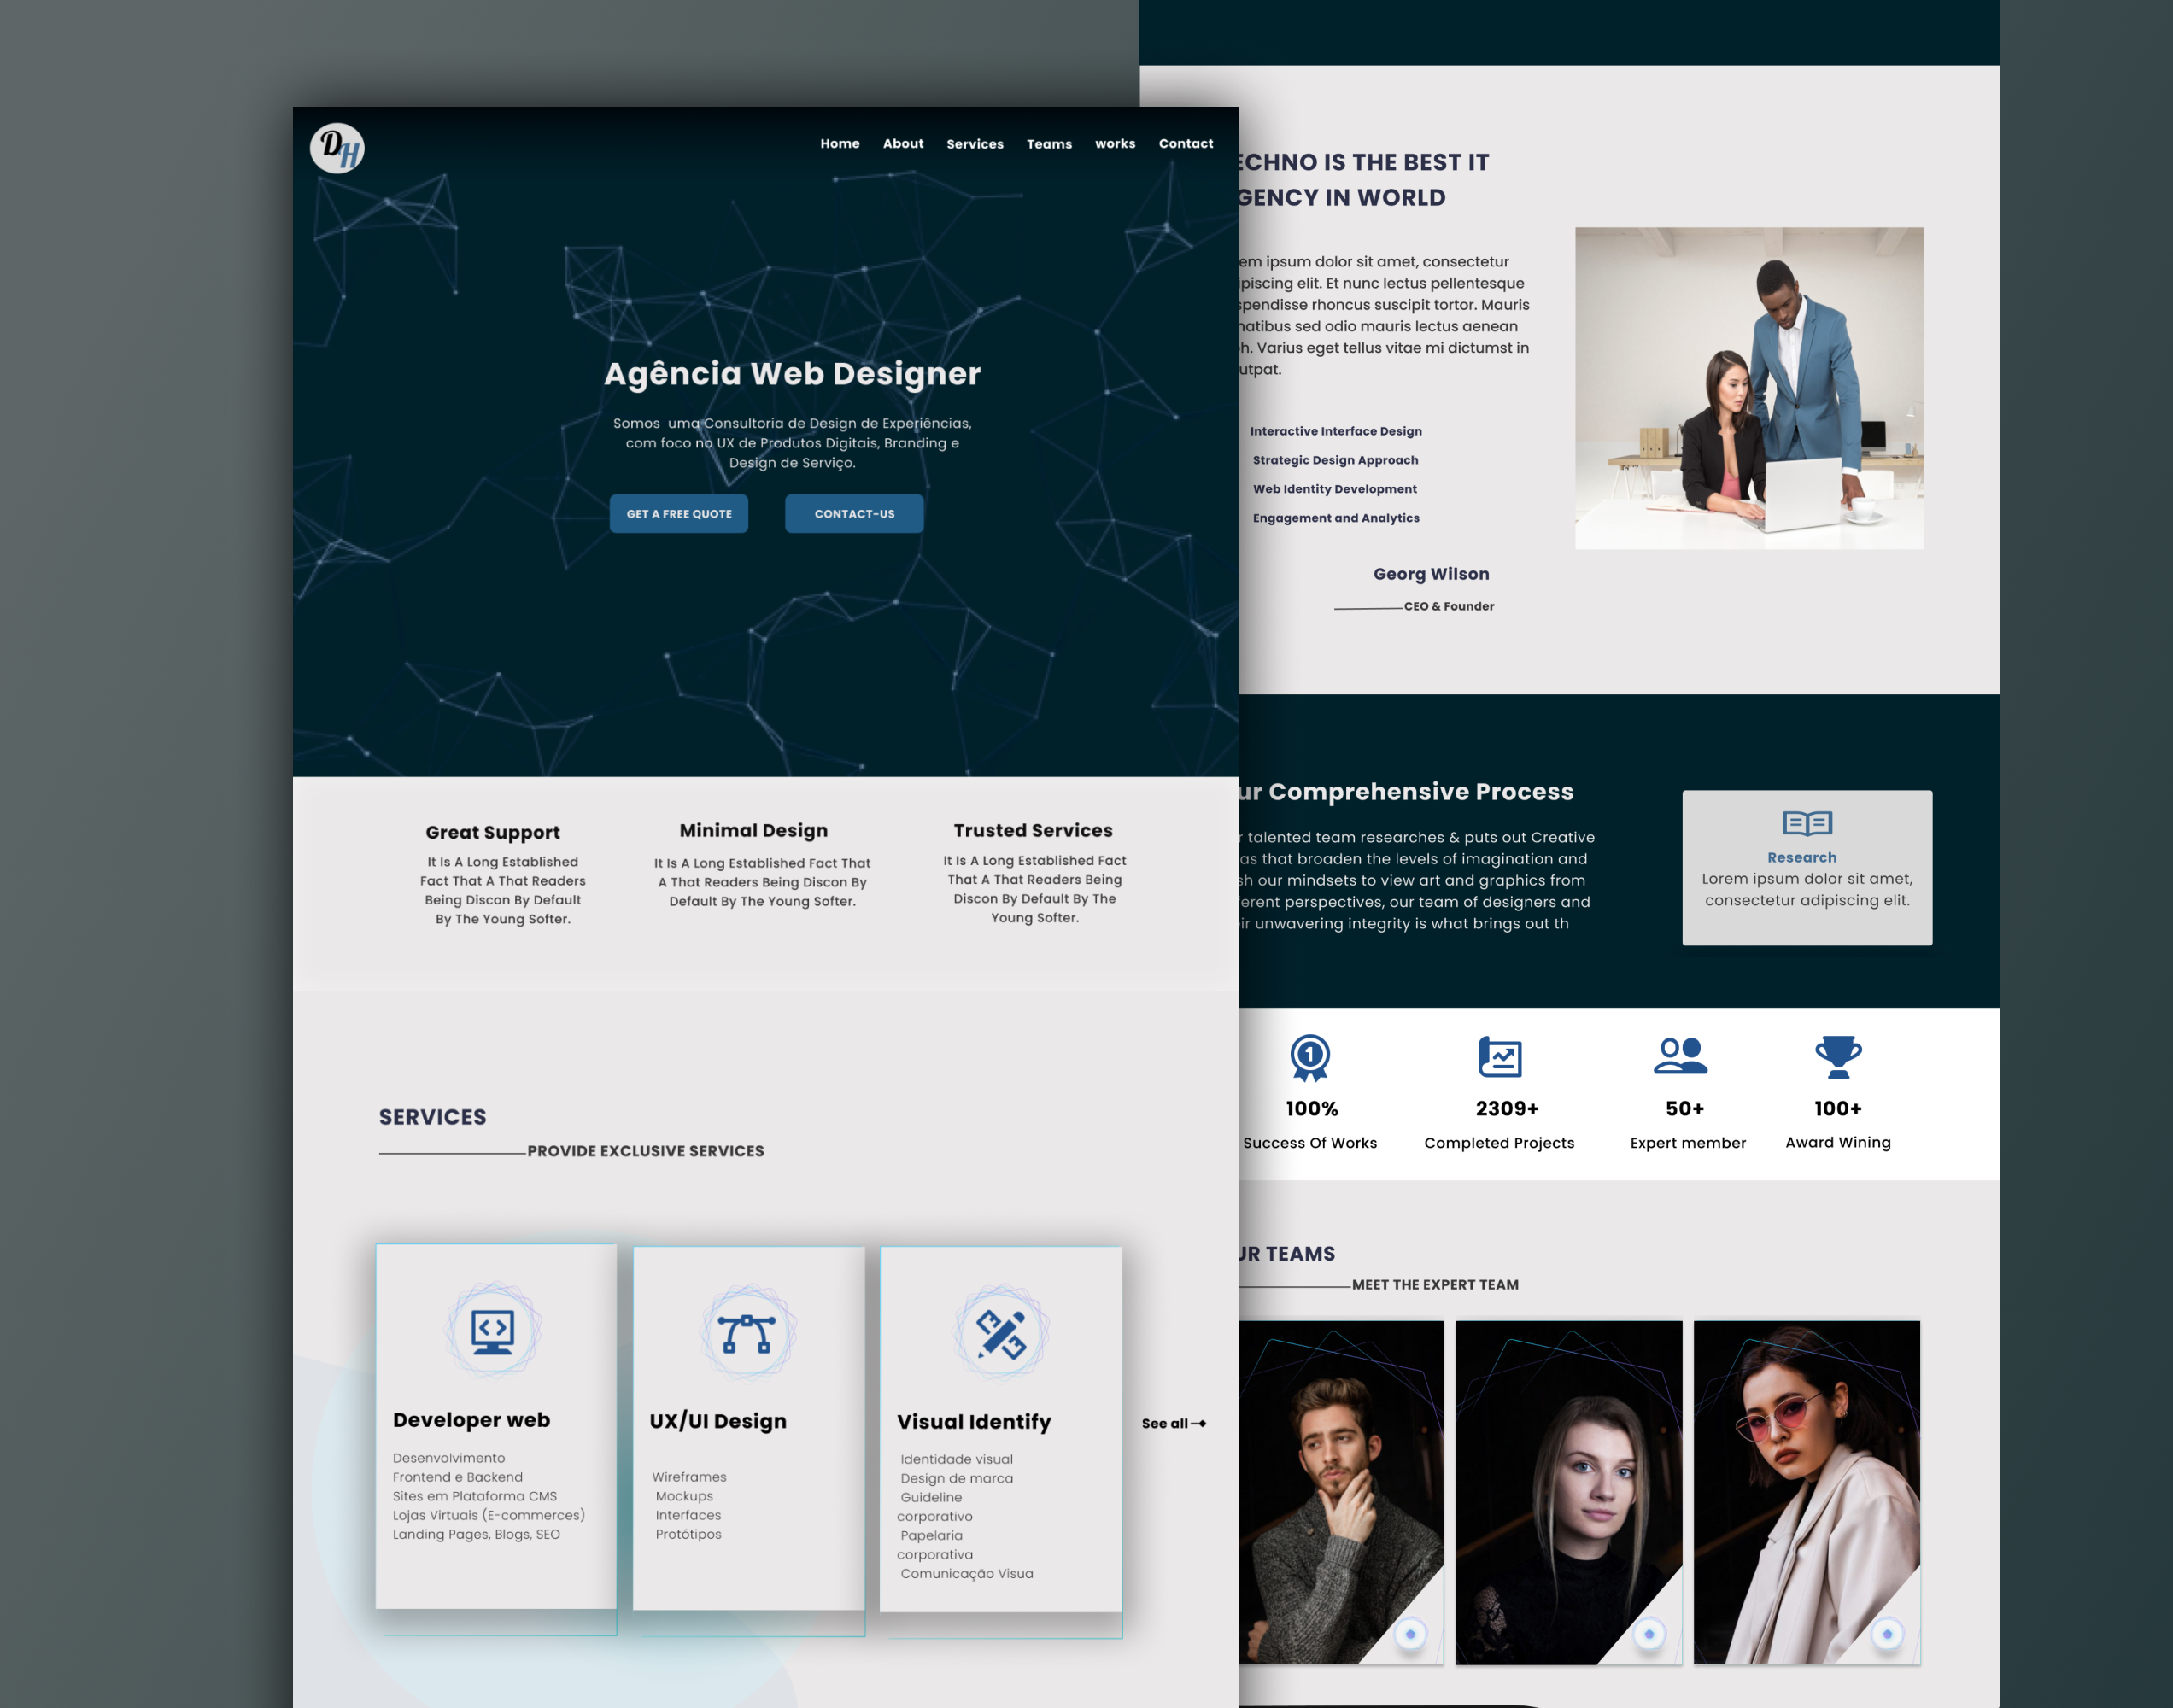 DH
Home About Services Teams works Contact
Agência Web Designer
Somos uma Consultoria de Design de Experiências,
com foco no UX de Produtos Digitais, Branding e
Design de Serviço.
GET A FREE QUOTE
CONTACT-US
Great Support
It Is A Long Established
Fact That A That Readers
Being Discon By Default
By The Young Softer.
Minimal Design
It Is A Long Established Fact That
A That Readers Being Discon By
Default By The Young Softer.
Trusted Services
It Is A Long Established Fact
That A That Readers Being
Discon By Default By The
Young Softer.
SERVICES
PROVIDE EXCLUSIVE SERVICES
Developer web
Desenvolvimento
Frontend e Backend
Sites em Plataforma CMS
Lojas Virtuais (E-commerces)
Landing Pages, Blogs, SEO
UX/UI Design
Wireframes
Mockups
Interfaces
Protótipos
Visual Identify
Identidade visual
Design de marca
Guideline
corporativo
Papelaria
corporativa
Comunicação Visua
See all
ECHNO IS THE BEST IT
GENCY IN WORLD
em ipsum dolor sit amet, consectetur
ipiscing elit. Et nunc lectus pellentesque
spendisse rhoncus suscipit tortor. Mauris
natibus sed odio mauris lectus aenean
h. Varius eget tellus vitae mi dictumst in
utpat.
Interactive Interface Design
Strategic Design Approach
Web Identity Development
Engagement and Analytics
Georg Wilson
CEO & Founder
ur Comprehensive Process
r talented team researches & puts out Creative
as that broaden the levels of imagination and
sh our mindsets to view art and graphics from
erent perspectives, our team of designers and
ir unwavering integrity is what brings out th
Research
Lorem ipsum dolor sit amet,
consectetur adipiscing elit.
1
100%
Success Of Works
2309+
Completed Projects
50+
Expert member
100+
Award Wining
UR TEAMS
MEET THE EXPERT TEAM